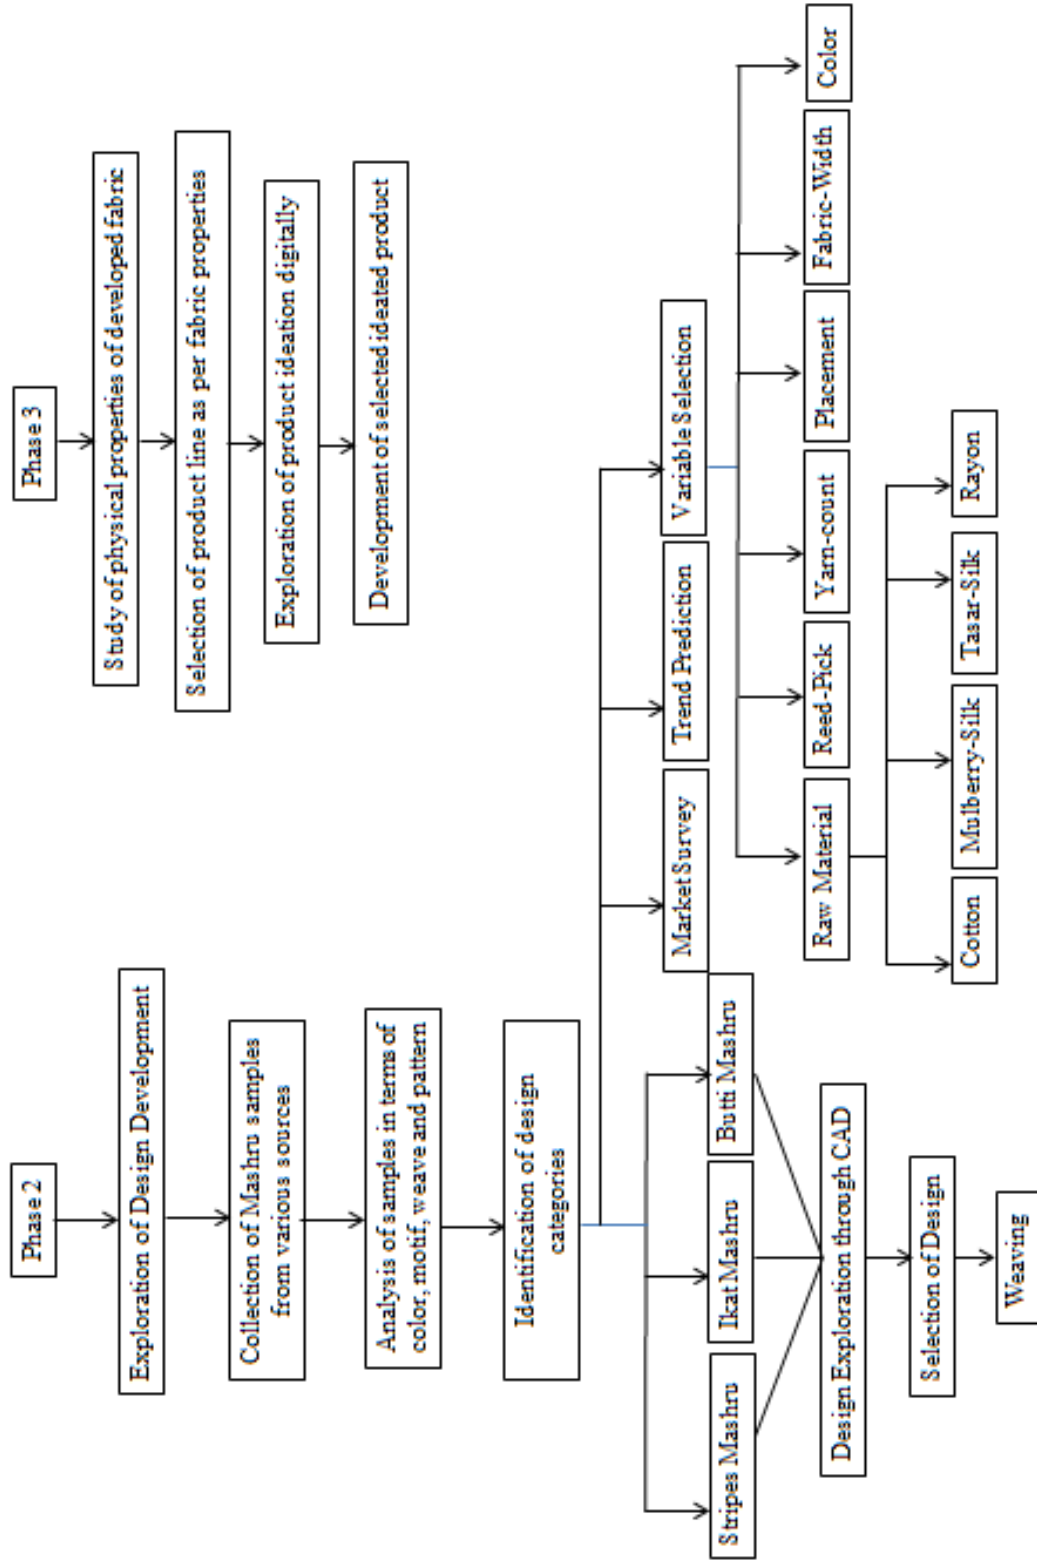 Phase 2
Exploration of Design Development
Collection of Mashru samples
from various sources
Analysis of samples in terms of
color, motif, weave and pattern
Identification of design
categories
Stripes Mashru
Ikat Mashru
Butti Mashru
Design Exploration through CAD
Selection of Design
Weaving
Market Survey
Trend Prediction
Variable Selection
Raw Material
Reed-Pick
Yarn-count
Placement
Fabric-Width
Color
Cotton
Mulberry-Silk
Tasar-Silk
Rayon
Phase 3
Study of physical properties of developed fabric
Selection of product line as per fabric properties
Exploration of product ideation digitally
Development of selected ideated product